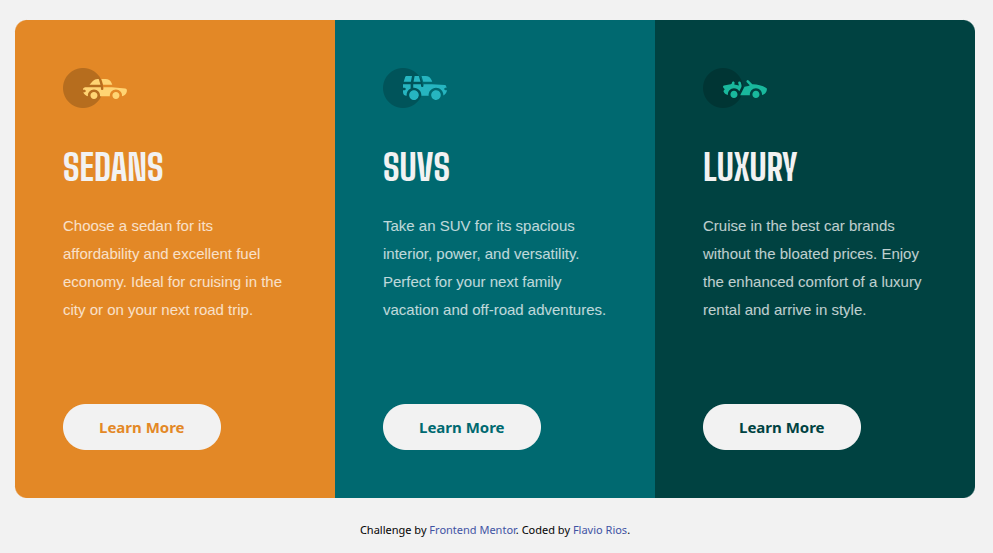 SEDANS
Choose a sedan for its
affordability and excellent fuel
economy. Ideal for cruising in the
city or on your next road trip.
Learn More
SUVS
Take an SUV for its spacious
interior, power, and versatility.
Perfect for your next family
vacation and off-road adventures.
Learn More
LUXURY
Cruise in the best car brands
without the bloated prices. Enjoy
the enhanced comfort of a luxury
rental and arrive in style.
Learn More
Challenge by Frontend Mentor. Coded by Flavio Rios.